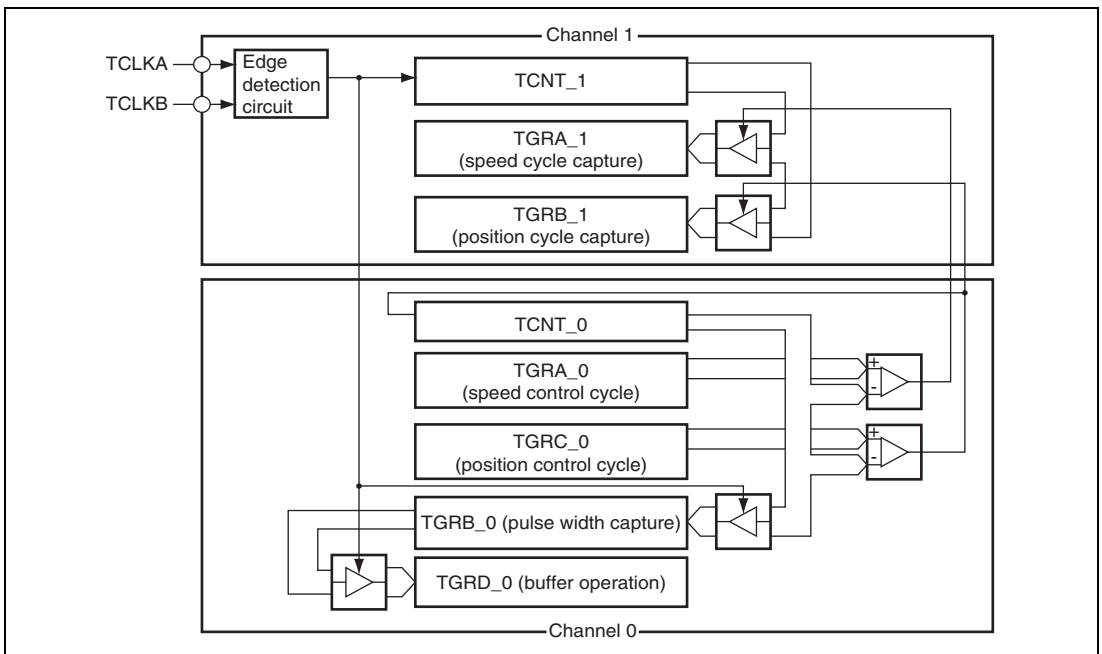 Channel 1
TCLKA
TCLKB
Edge
detection
circuit
TCNT_1
TGRA_1
(speed cycle capture)
TGRB_1
(position cycle capture)
TCNT_0
TGRA_0
(speed control cycle)
TGRC_0
(position control cycle)
+
-
+
-
TGRB_0 (pulse width capture)
TGRD_0 (buffer operation)
Channel 0